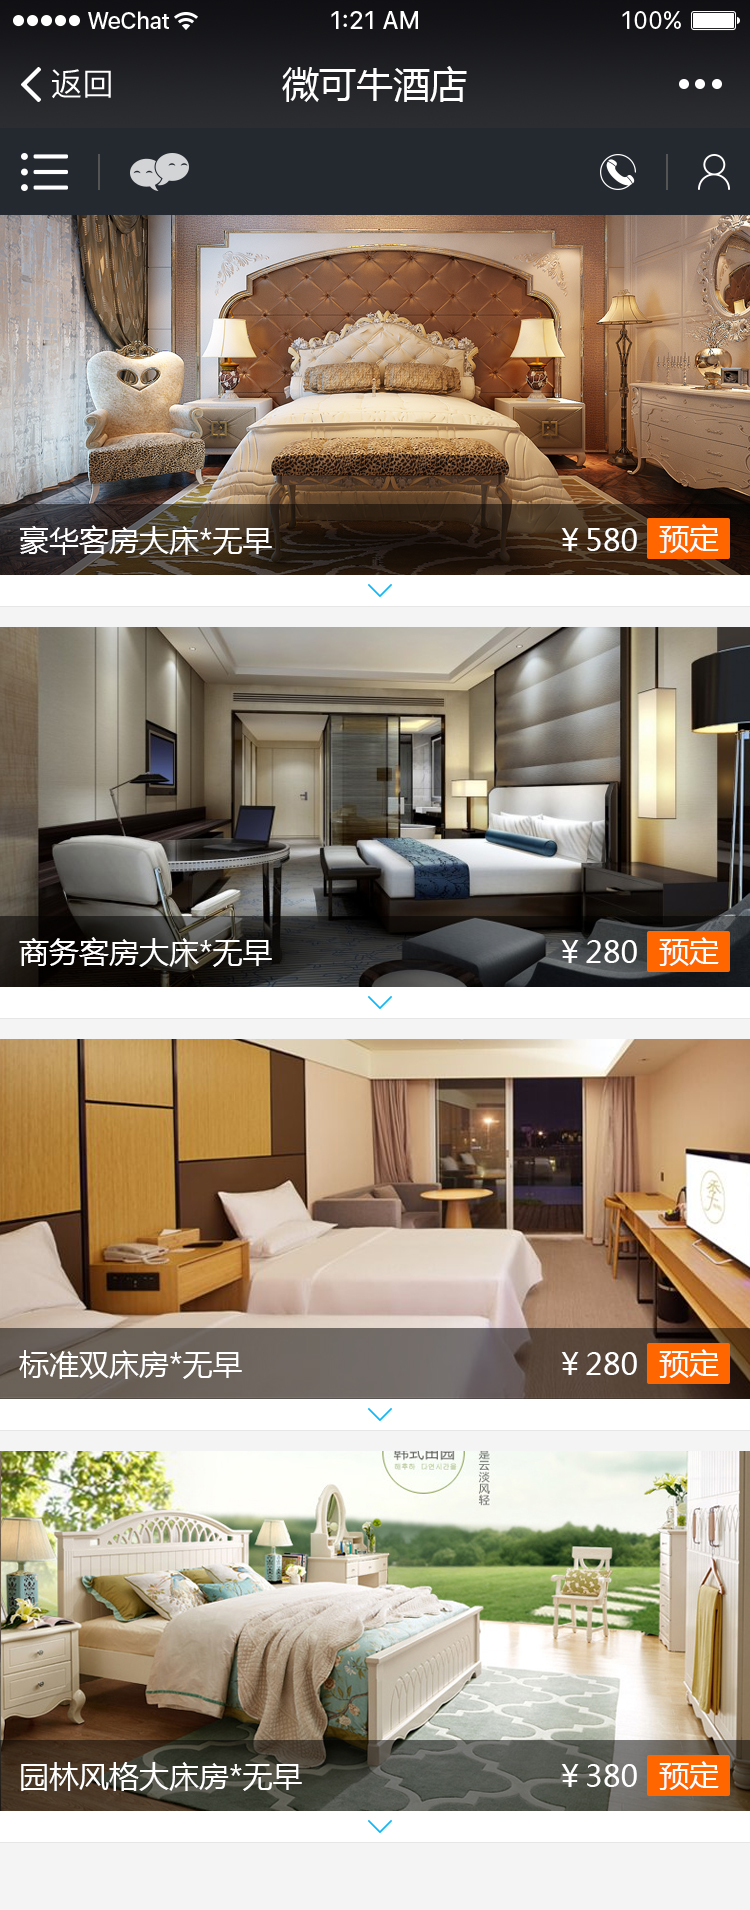 WeChat 1:21 AM 100%
返回 微可牛酒店
豪华客房大床*无早 ¥580 预定
商务客房大床*无早 ¥280 预定
标准双床房*无早 ¥280 预定
韩式田园
是云淡风轻
园林风格大床房*无早 ¥380 预定